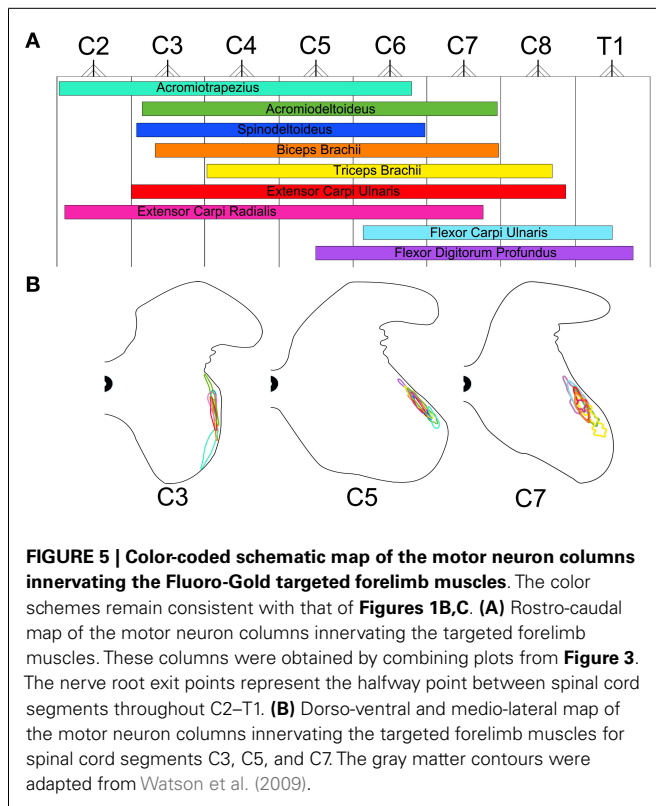 A
C2 C3 C4 C5 C6 C7 C8 T1
Acromiotrapezius
Acromiodeltoideus
Spinodeltoideus
Biceps Brachii
Triceps Brachii
Extensor Carpi Ulnaris
Extensor Carpi Radialis
Flexor Carpi Ulnaris
Flexor Digitorum Profundus
B
C3 C5 C7
FIGURE 5 | Color-coded schematic map of the motor neuron columns
innervating the Fluoro-Gold targeted forelimb muscles. The color
schemes remain consistent with that of Figures 1B,C. (A) Rostro-caudal
map of the motor neuron columns innervating the targeted forelimb
muscles. These columns were obtained by combining plots from Figure 3.
The nerve root exit points represent the halfway point between spinal cord
segments throughout C2–T1. (B) Dorso-ventral and medio-lateral map of
the motor neuron columns innervating the targeted forelimb muscles for
spinal cord segments C3, C5, and C7. The gray matter contours were
adapted from Watson et al. (2009).